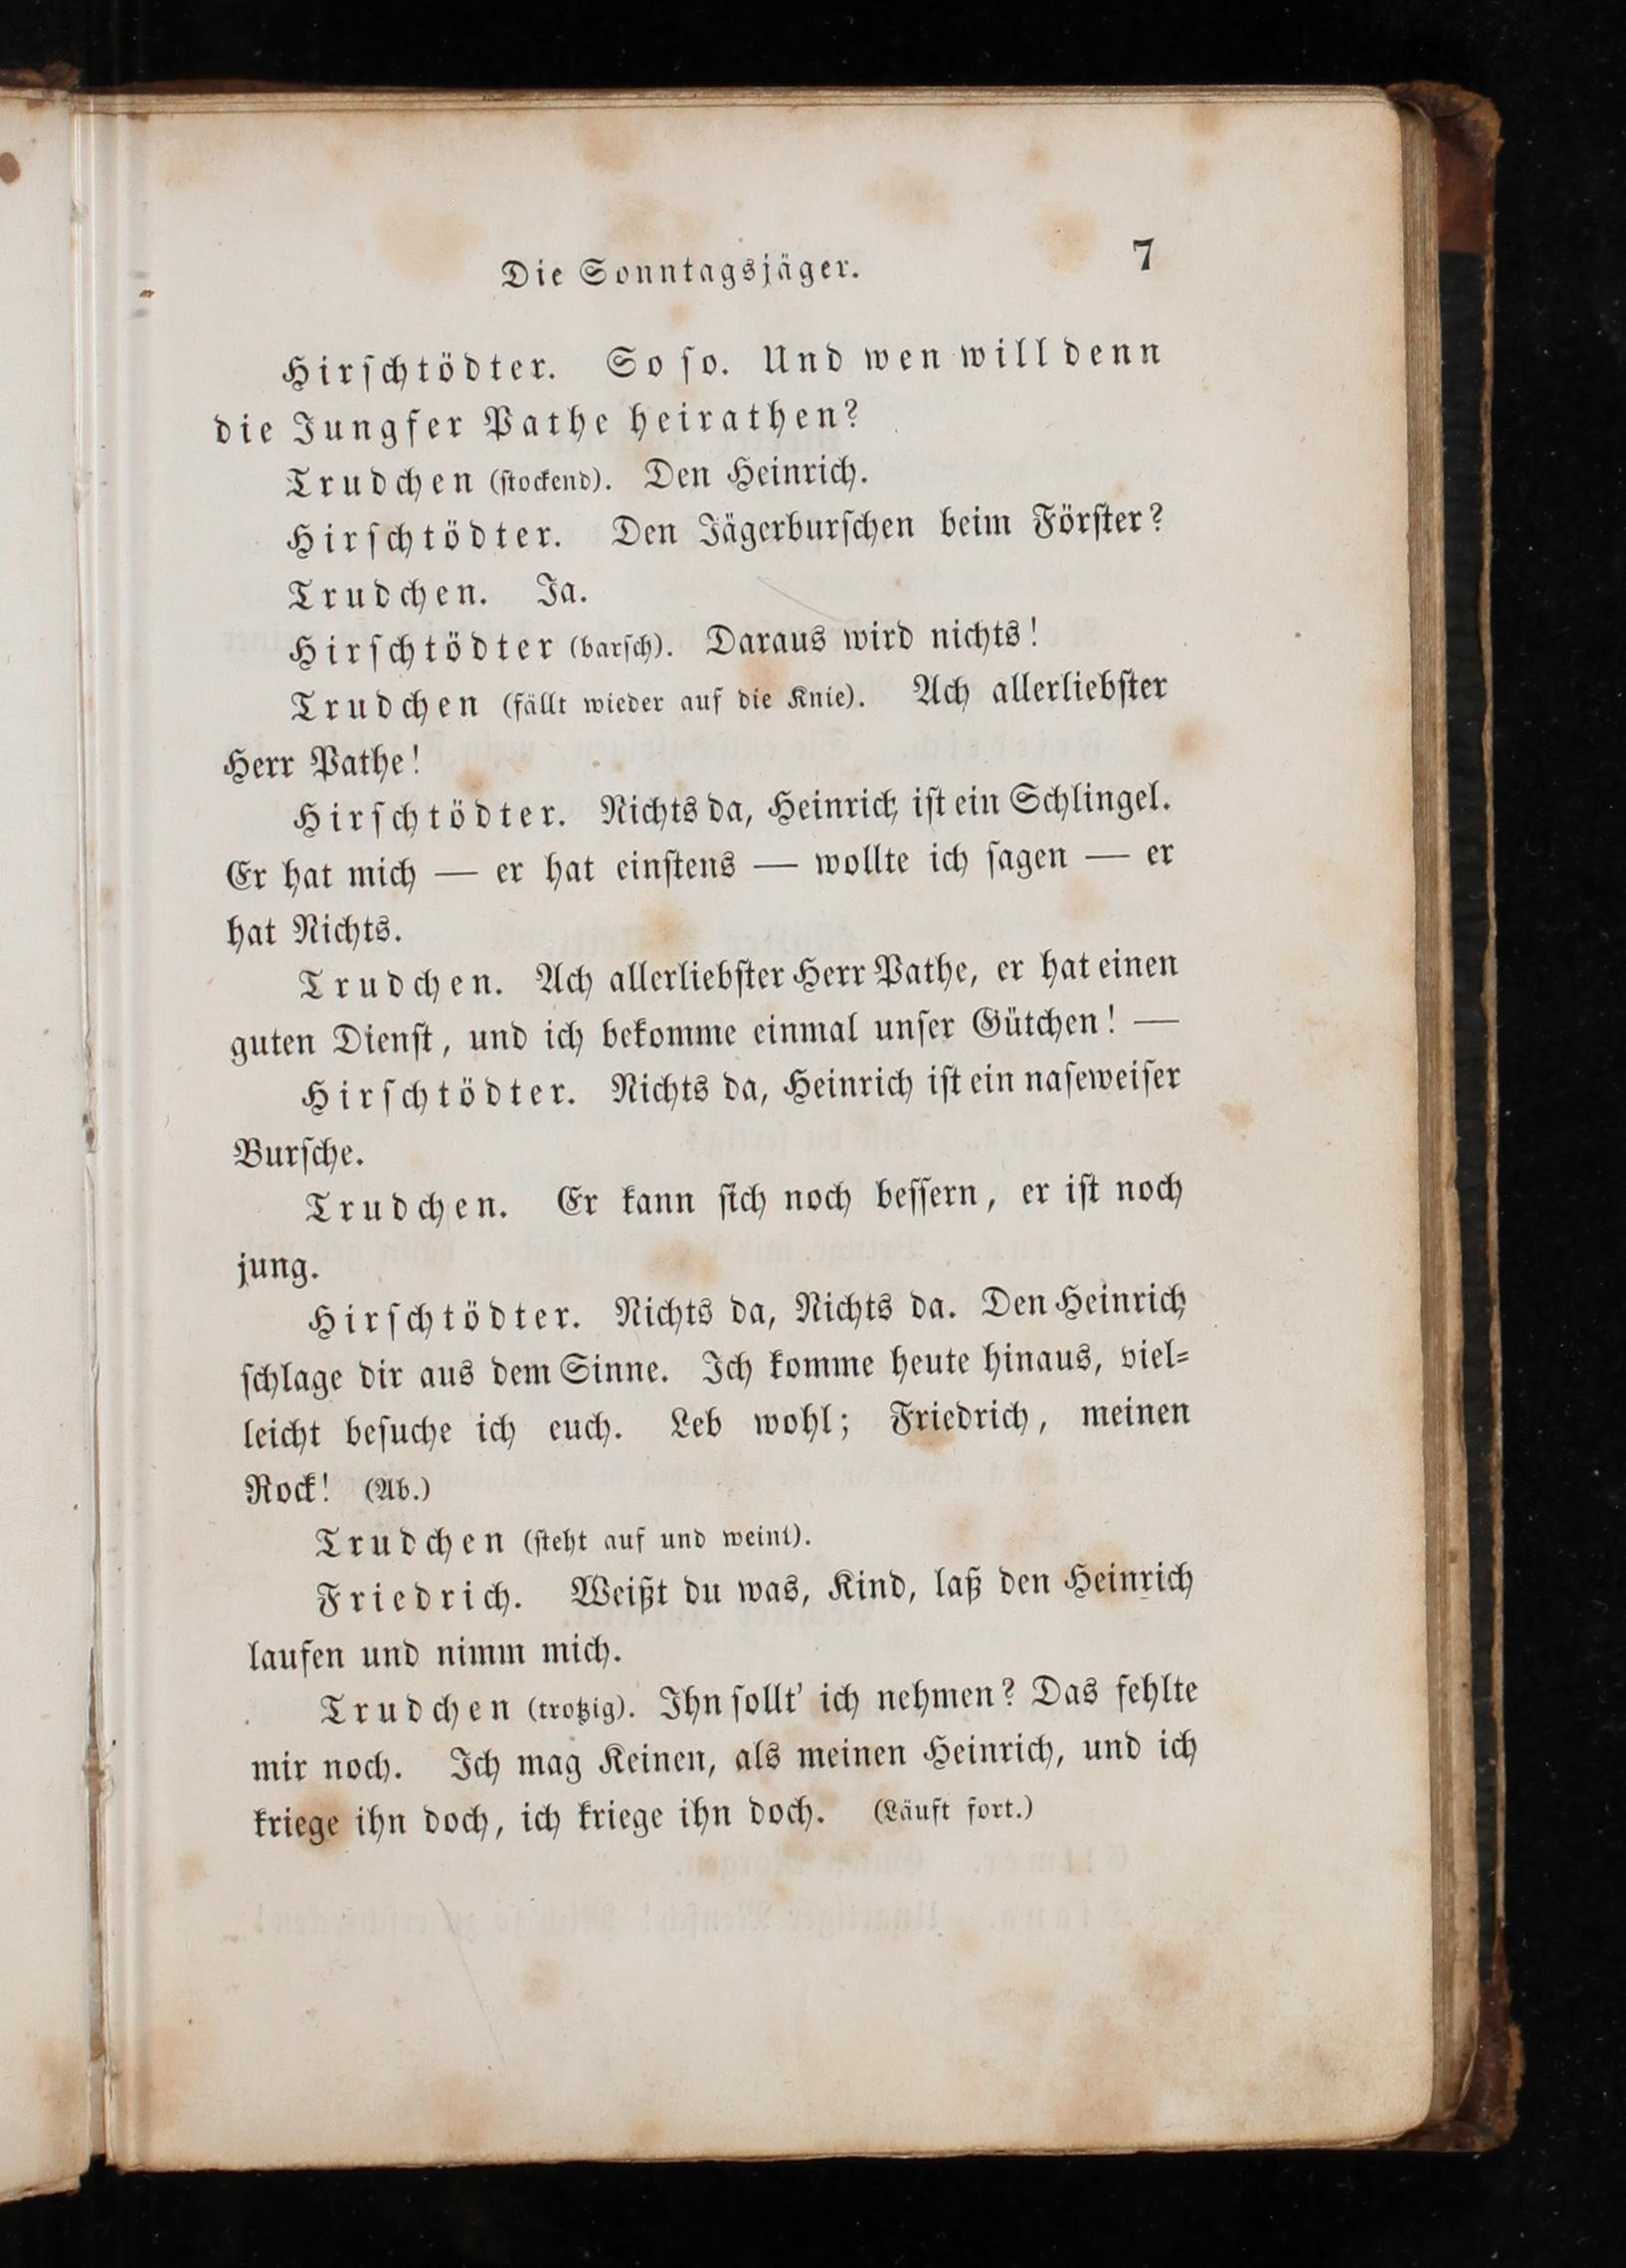 Die Sonntagsjäger. 7
Hirſchtödter. So ſo. Und wen will denn
die Jungfer Pathe heirathen?
Trudchen (ſtockend). Den Heinrich.
Hirſchtödter. Den Jägerburſchen beim Förſter?
Trudchen. Ja.
Hirſchtödter (barſch). Daraus wird nichts!
Trudchen (fällt wieder auf die Knie). Ach allerliebſter
Herr Pathe!
Hirſchtödter. Nichts da, Heinrich iſt ein Schlingel.
Er hat mich — er hat einſtens — wollte ich ſagen — er
hat Nichts.
Trudchen. Ach allerliebſter Herr Pathe, er hat einen
guten Dienſt, und ich bekomme einmal unſer Gütchen! —
Hirſchtödter. Nichts da, Heinrich iſt ein naſeweiſer
Burſche.
Trudchen. Er kann ſich noch beſſern, er iſt noch
jung.
Hirſchtödter. Nichts da, Nichts da. Den Heinrich
ſchlage dir aus dem Sinne. Ich komme heute hinaus, viel⸗
leicht beſuche ich euch. Leb wohl; Friedrich, meinen
Rock! (Ab.)
Trudchen (ſteht auf und weint).
Friedrich. Weißt du was, Kind, laß den Heinrich
laufen und nimm mich.
Trudchen (trotzig). Ihn ſollt' ich nehmen? Das fehlte
mir noch. Ich mag Keinen, als meinen Heinrich, und ich
kriege ihn doch, ich kriege ihn doch. (Läuft fort.)